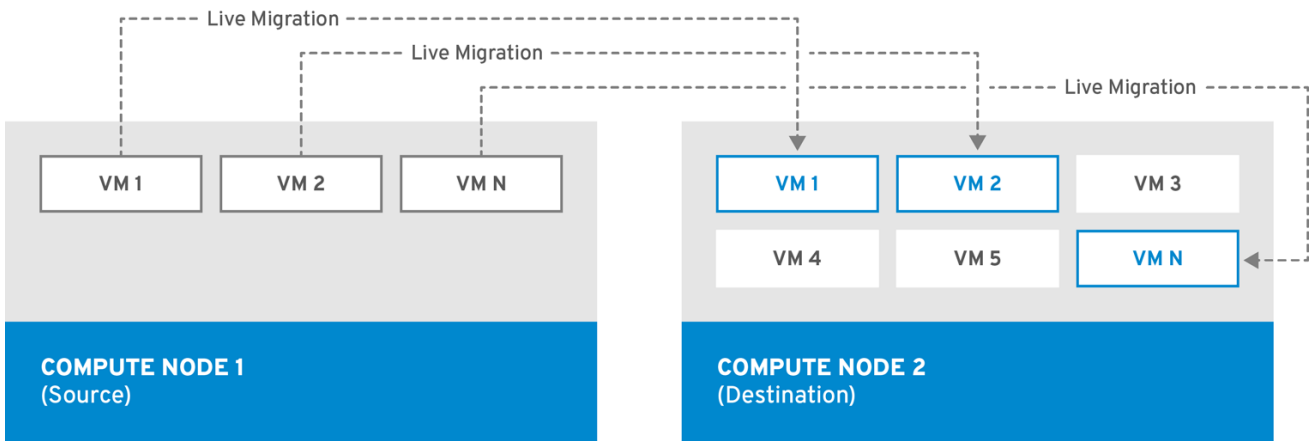 Live Migration
Live Migration
Live Migration
VM 1
VM 2
VM N
VM 1
VM 2
VM 3
VM 4
VM 5
VM N
COMPUTE NODE 1
(Source)
COMPUTE NODE 2
(Destination)